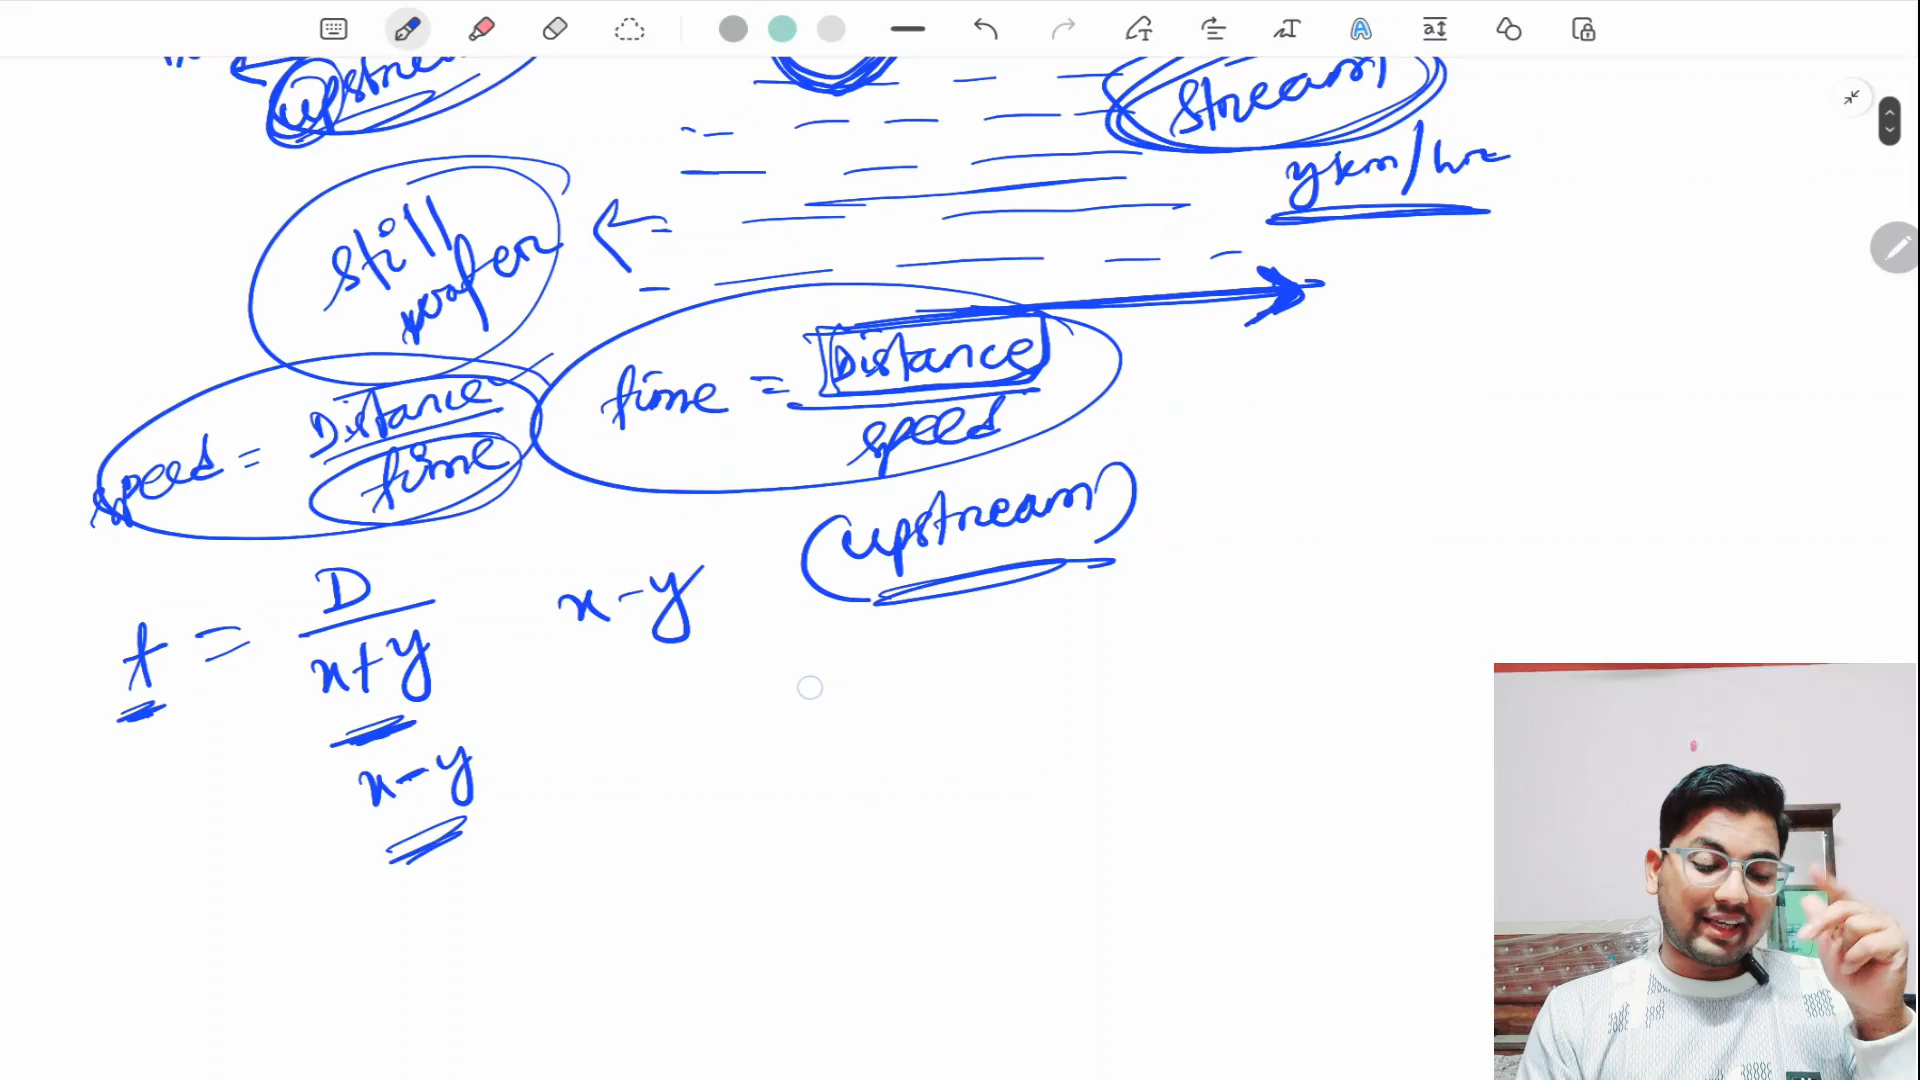 upstream
stream
y km/hr
still
water
speed = Distance / time
time = Distance / speed
(upstream)
t = D / x+y
x-y
x-y